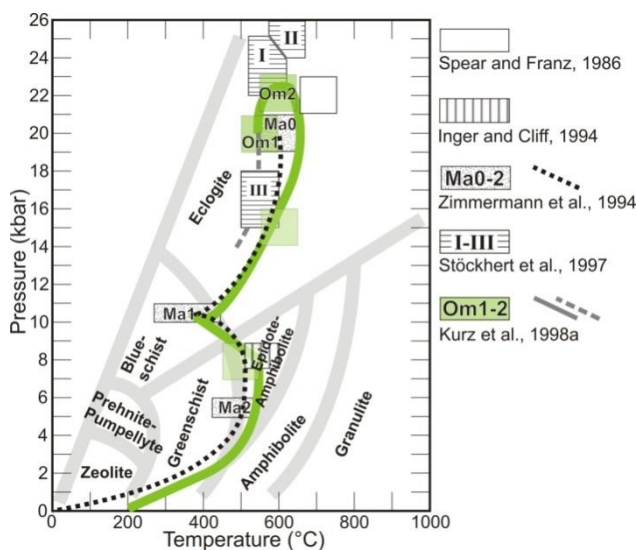 26
24
22
20
18
16
14
12
10
8
6
4
2
0
Pressure (kbar)
II
I
Om2
Ma0
Om1
III
Eclogite
Ma1
Blue-
schist
Epidote-
Amphibolite
Prehnite-
Pumpellyte
Greenschist
Ma2
Zeolite
Amphibolite
Granulite
0 200 400 600 800 1000
Temperature (°C)
Spear and Franz, 1986
Inger and Cliff, 1994
Ma0-2
Zimmermann et al., 1994
I-III
Stöckhert et al., 1997
Om1-2
Kurz et al., 1998a